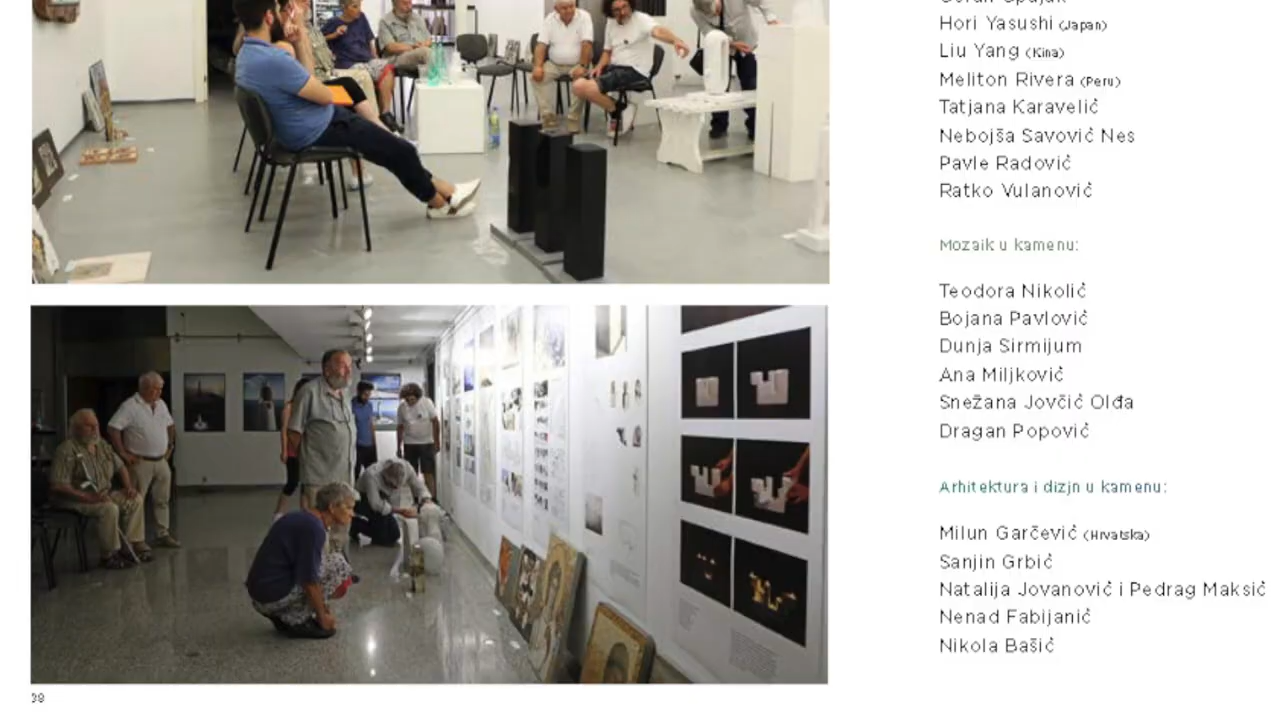 Hori Yasushi (Japan)
Liu Yang (Kina)
Meliton Rivera (Peru)
Tatjana Karavelić
Nebojša Savović Nes
Pavle Radović
Ratko Vulanović
Mozaik u kamenu:
Teodora Nikolić
Bojana Pavlović
Dunja Sirmijum
Ana Miljković
Snežana Jovčić Olđa
Dragan Popović
Arhitektura i dizjn u kamenu:
Milun Garčević (Hrvatska)
Sanjin Grbić
Natalija Jovanović i Pedrag Maksić
Nenad Fabijanić
Nikola Bašić